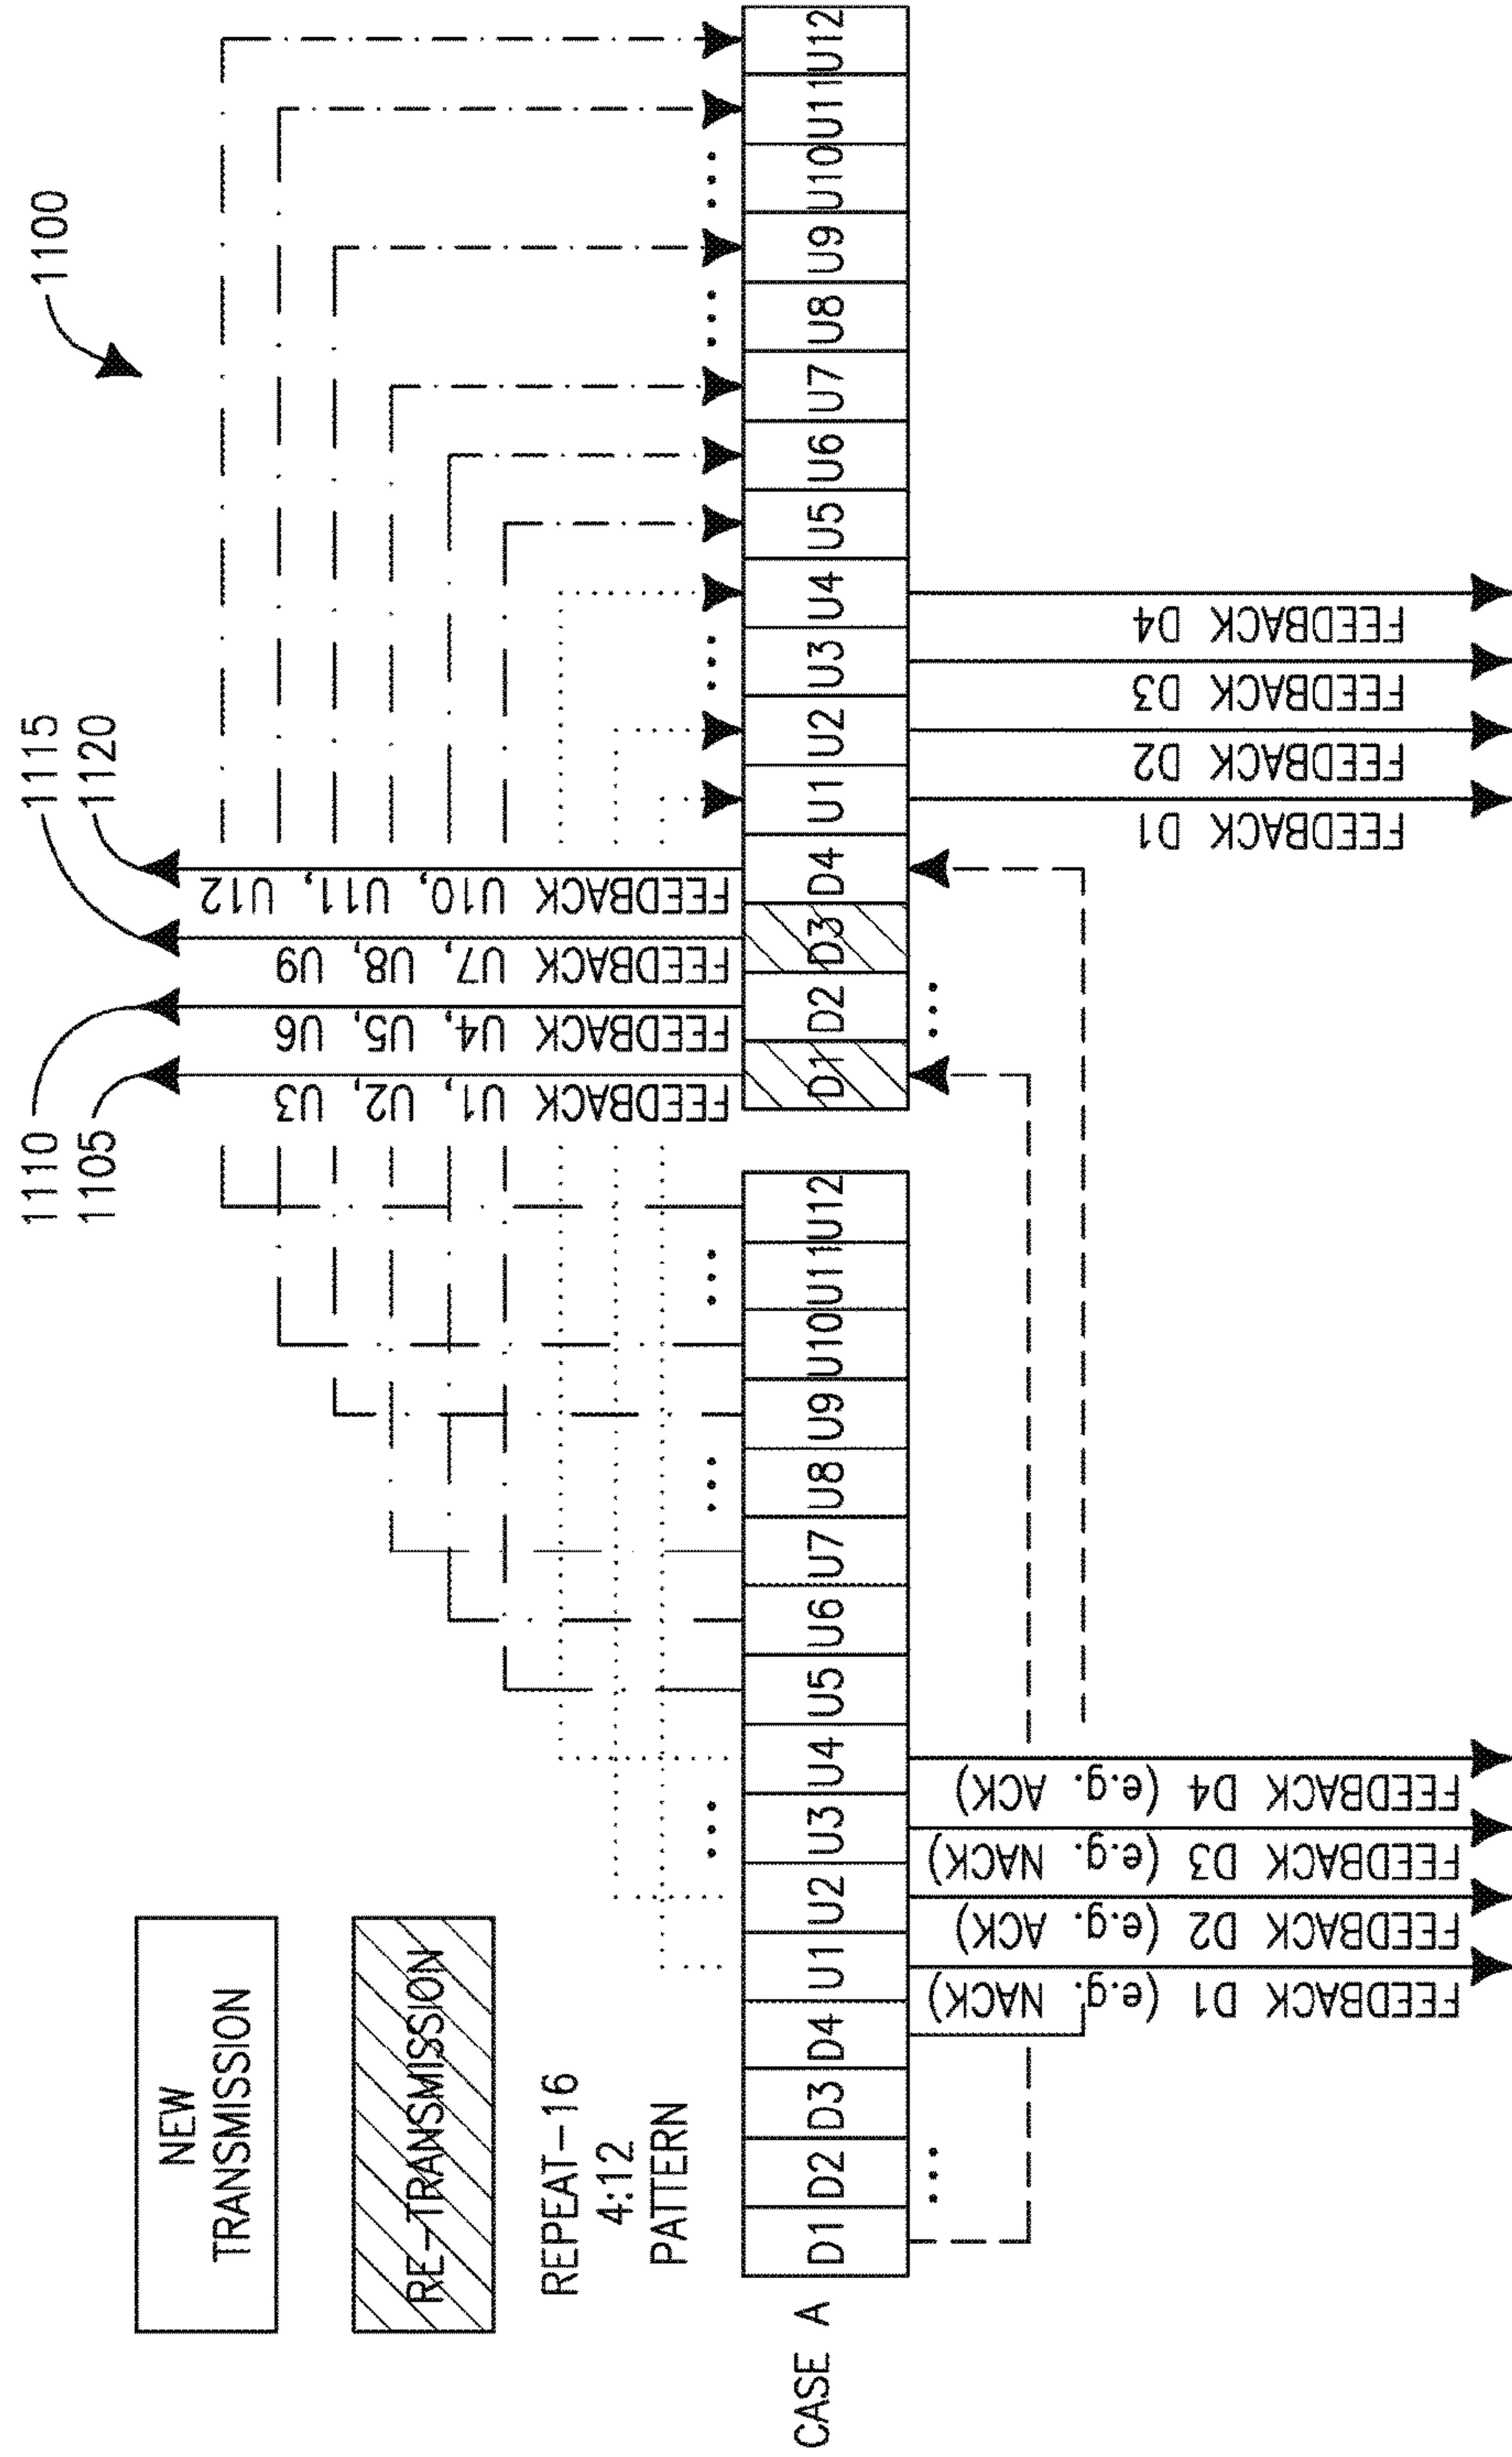 1100
1110
1105
1115
1120
NEW
TRANSMISSION
RE-TRANSMISSION
REPEAT-16
4:12
PATTERN
FEEDBACK U1, U2, U3
FEEDBACK U4, U5, U6
FEEDBACK U7, U8, U9
FEEDBACK U10, U11, U12
CASE A
D1 D2 D3 D4 U1 U2 U3 U4 U5 U6 U7 U8 U9 U10 U11 U12
D1 D2 D3 D4 U1 U2 U3 U4 U5 U6 U7 U8 U9 U10 U11 U12
FEEDBACK D1 (e.g. NACK)
FEEDBACK D2 (e.g. ACK)
FEEDBACK D3 (e.g. NACK)
FEEDBACK D4 (e.g. ACK)
FEEDBACK D1
FEEDBACK D2
FEEDBACK D3
FEEDBACK D4